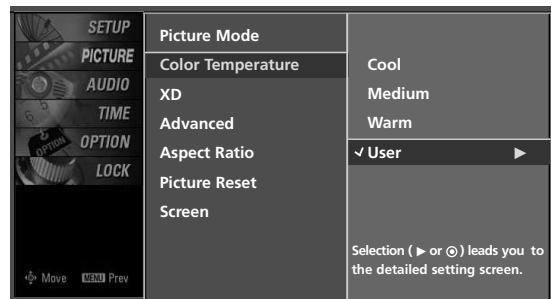 SETUP
PICTURE
AUDIO
TIME
OPTION
LOCK
Move MENU Prev
Picture Mode
Color Temperature
XD
Advanced
Aspect Ratio
Picture Reset
Screen
Cool
Medium
Warm
✓ User ▶
Selection ( ▶ or ◉ ) leads you to
the detailed setting screen.